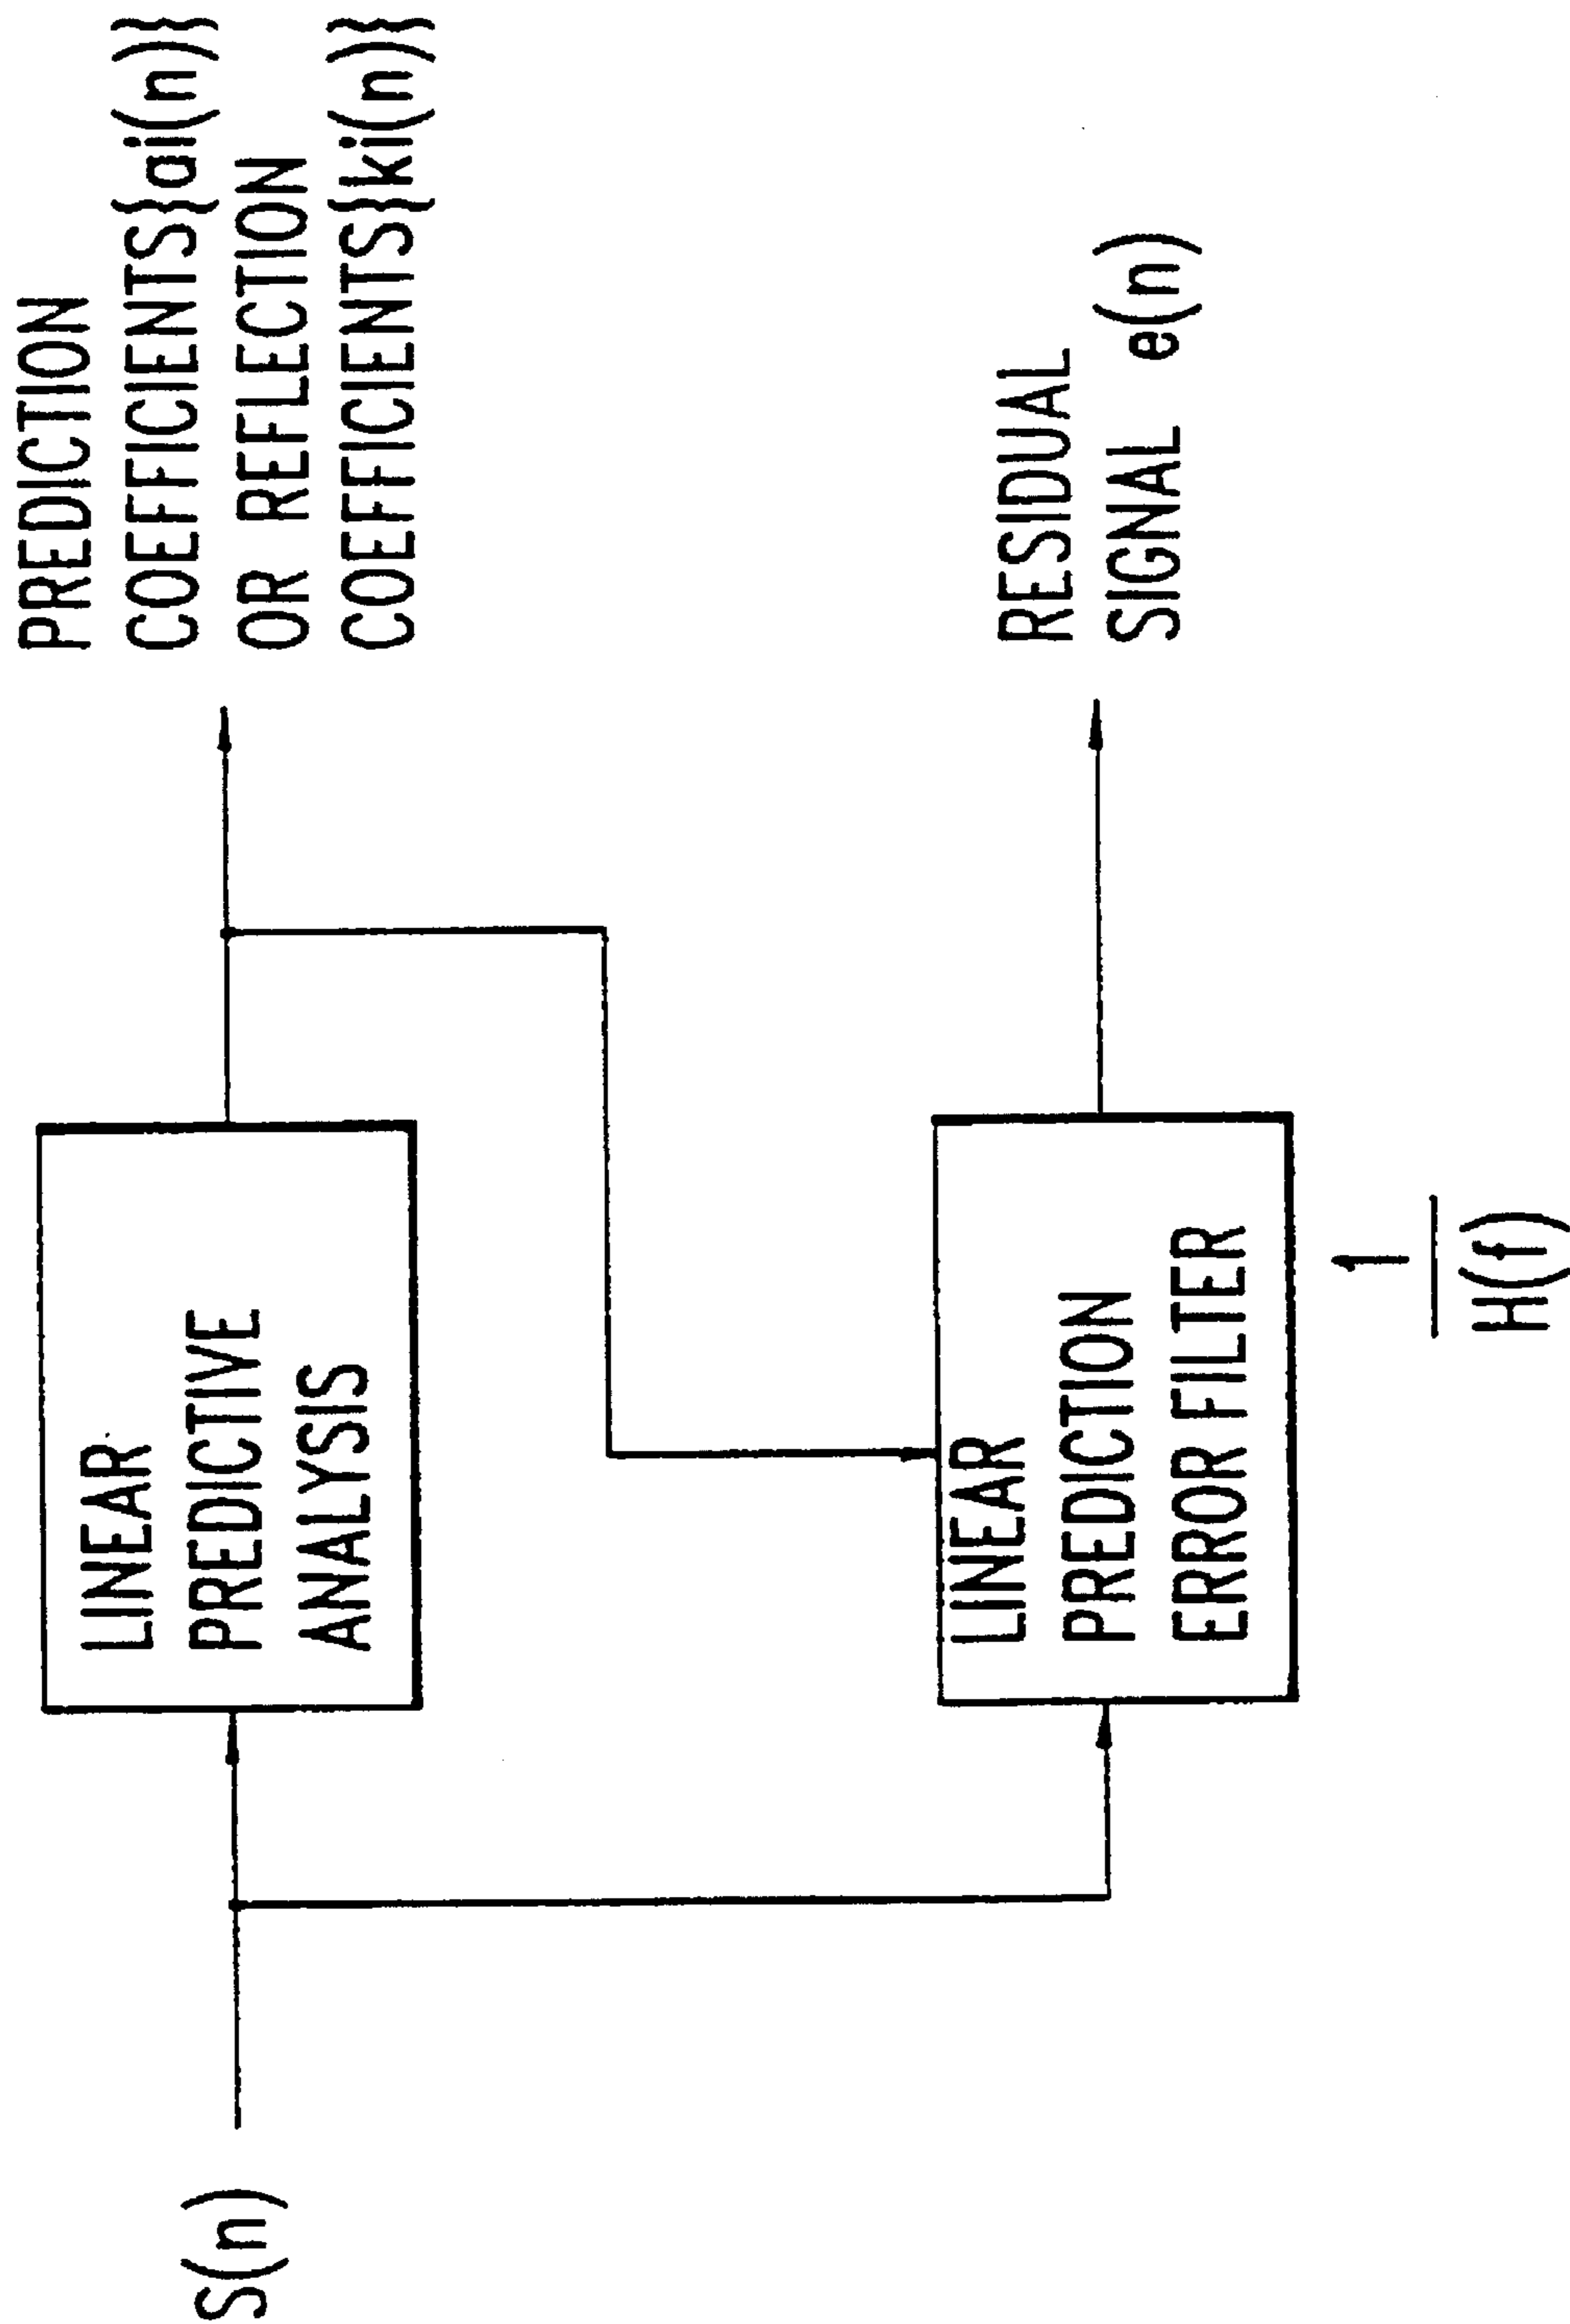 S(n)
LINEAR
PREDICTIVE
ANALYSIS
PREDICTION
COEFFICIENTS{ai(n)}
OR REFLECTION
COEFFICIENTS{ki(n)}
LINEAR
PREDICTION
ERROR FILTER
1
H(f)
RESIDUAL
SIGNAL e(n)